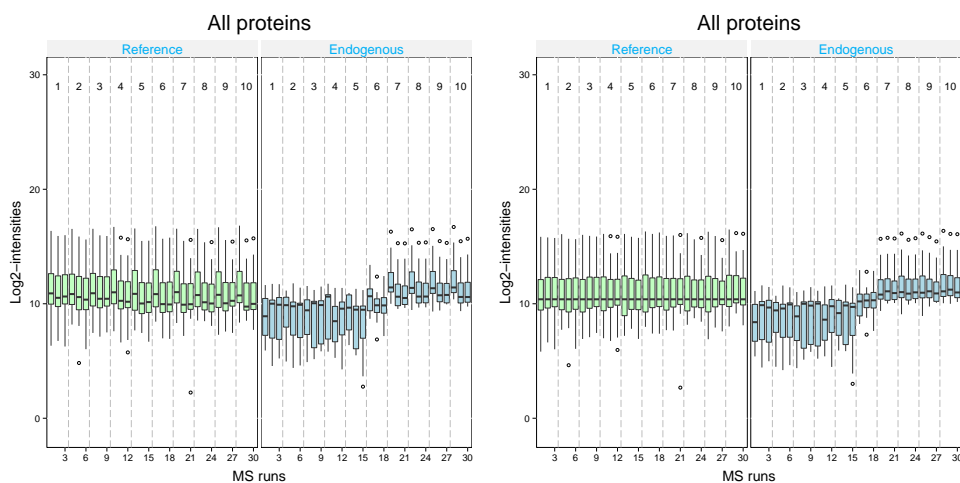 All proteins All proteins
Reference Endogenous Reference Endogenous
30 30
1 2 3 4 5 6 7 8 9 10 1 2 3 4 5 6 7 8 9 10 1 2 3 4 5 6 7 8 9 10 1 2 3 4 5 6 7 8 9 10
20 20
Log2−intensities Log2−intensities
10 10
0 0
3 6 9 12 15 18 21 24 27 30 3 6 9 12 15 18 21 24 27 30 3 6 9 12 15 18 21 24 27 30 3 6 9 12 15 18 21 24 27 30
MS runs MS runs